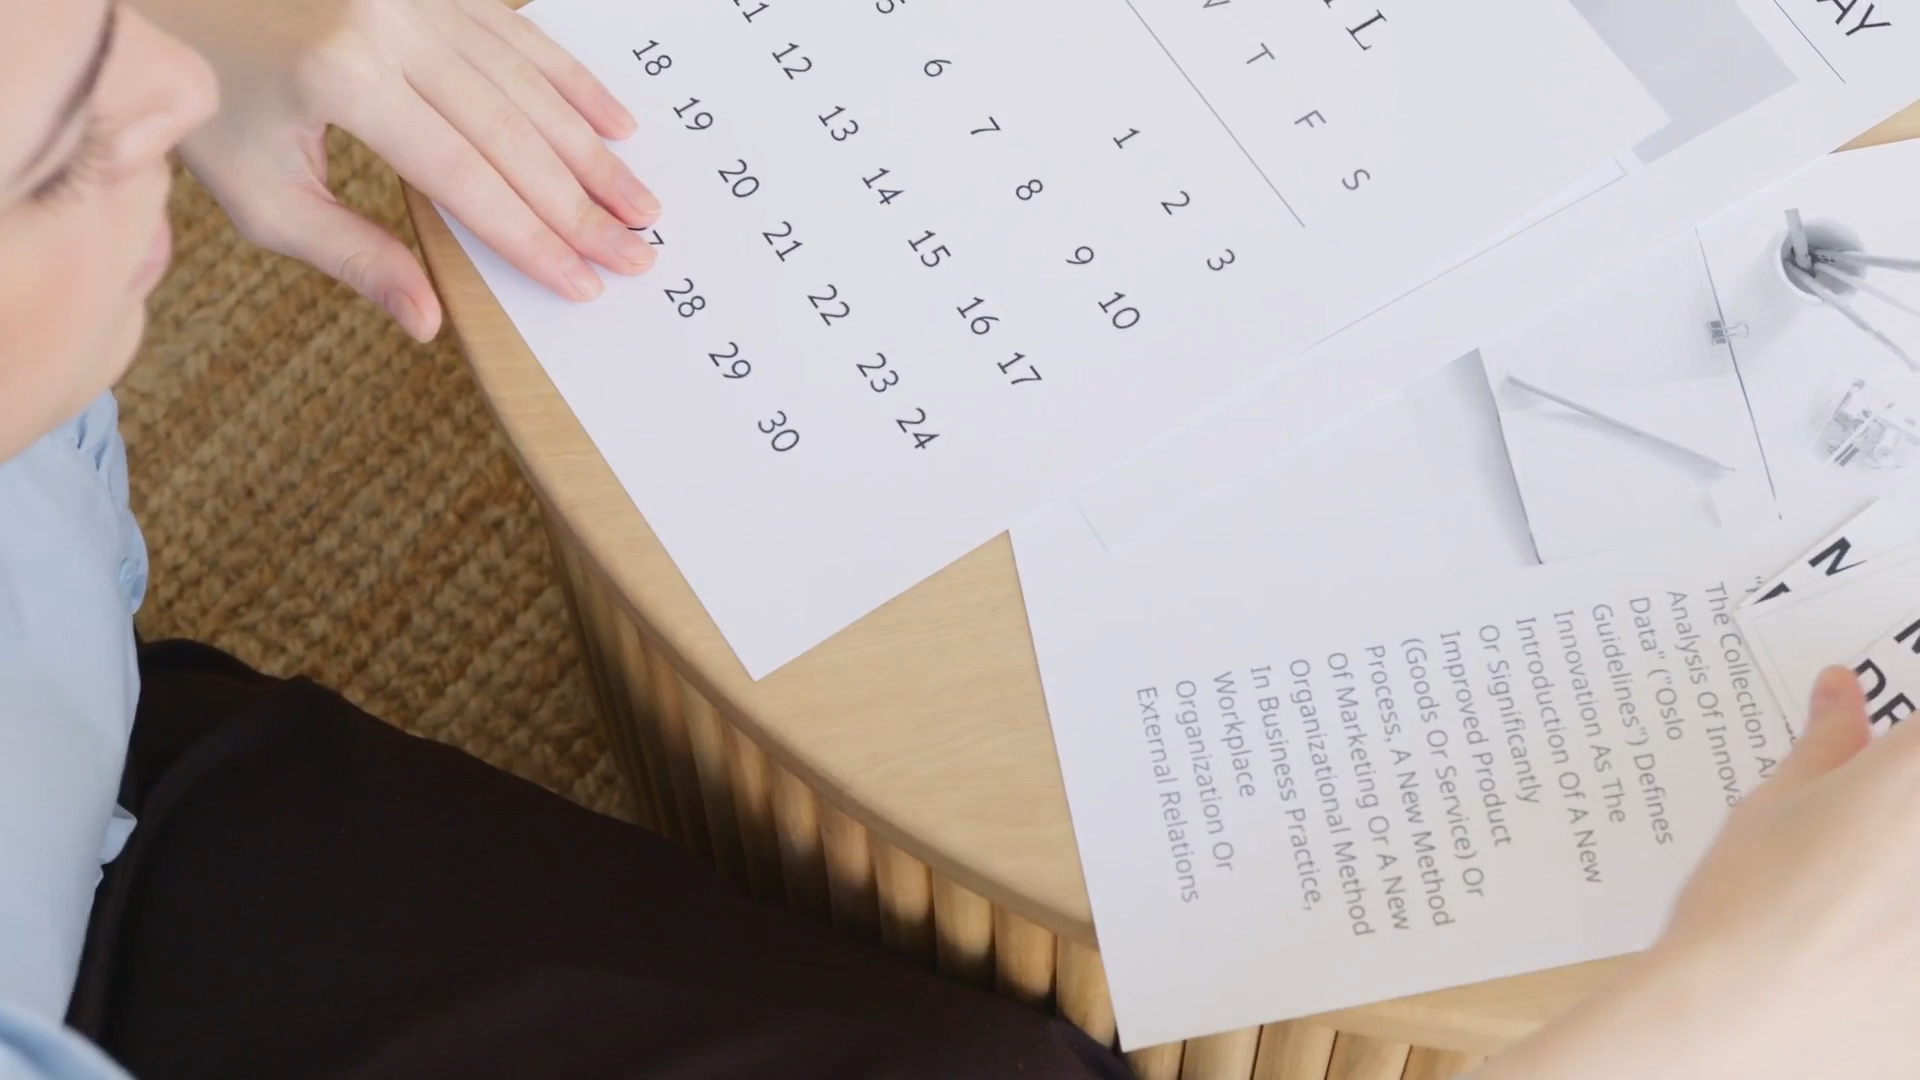 L
W T F S
1 2 3
5 6 7 8 9 10
11 12 13 14 15 16 17
18 19 20 21 22 23 24
28 29 30
AY
The Collection
Analysis Of
Data" ("Oslo
Guidelines") Defines
Innovation As The
Introduction Of A New
Or Significantly
Improved Product
(Goods Or Service) Or
Process, A New Method
Of Marketing Or A New
Organizational Method
In Business Practice,
Workplace
Organization Or
External Relations